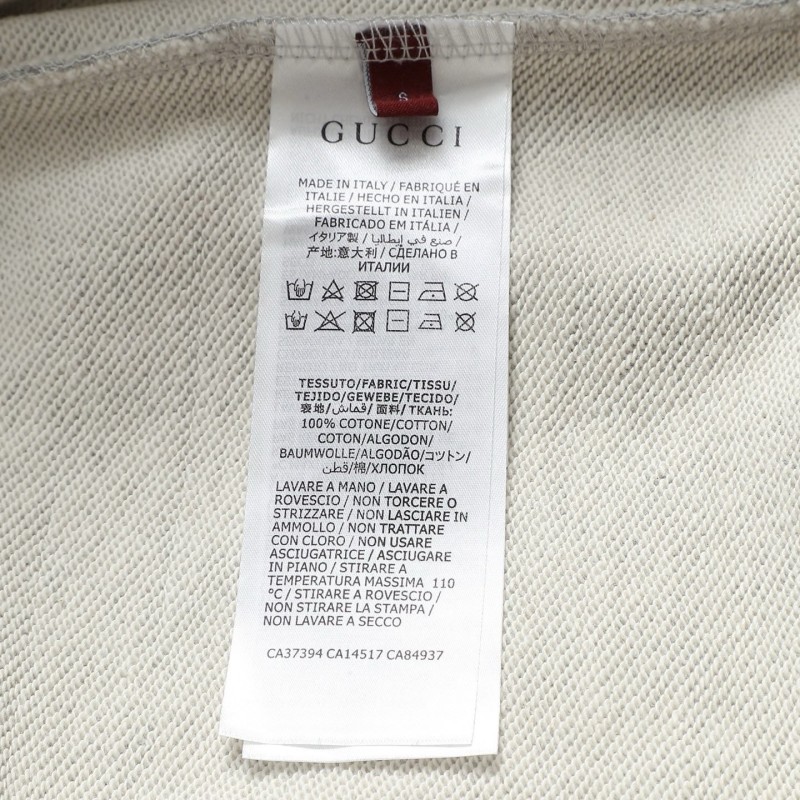 S
GUCCI
MADE IN ITALY / FABRIQUÉ EN
ITALIE / HECHO EN ITALIA /
HERGESTELLT IN ITALIEN /
FABRICADO EM ITÁLIA /
イタリア製 / صنع في إيطاليا /
产地:意大利 / СДЕЛАНО В
ИТАЛИИ
TESSUTO/FABRIC/TISSU/
TEJIDO/GEWEBE/TECIDO/
表地/قماش/ 面料/ ТКАНЬ:
100% COTONE/COTTON/
COTON/ALGODON/
BAUMWOLLE/ALGODÃO/コットン/
قطن/棉/ХЛОПОК
LAVARE A MANO / LAVARE A
ROVESCIO / NON TORCERE O
STRIZZARE / NON LASCIARE IN
AMMOLLO / NON TRATTARE
CON CLORO / NON USARE
ASCIUGATRICE / ASCIUGARE
IN PIANO / STIRARE A
TEMPERATURA MASSIMA 110
°C / STIRARE A ROVESCIO /
NON STIRARE LA STAMPA /
NON LAVARE A SECCO
CA37394 CA14517 CA84937